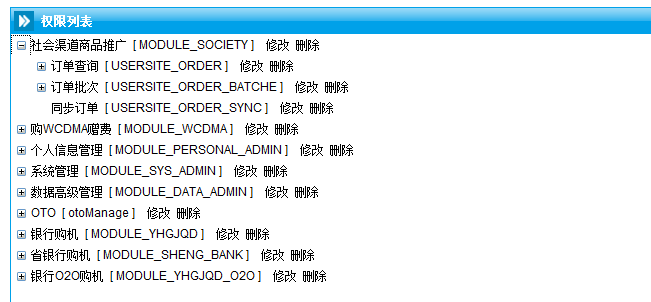 权限列表
社会渠道商品推广 [ MODULE_SOCIETY ] 修改 删除
订单查询 [ USERSITE_ORDER ] 修改 删除
订单批次 [ USERSITE_ORDER_BATCHE ] 修改 删除
同步订单 [ USERSITE_ORDER_SYNC ] 修改 删除
购WCDMA赠费 [ MODULE_WCDMA ] 修改 删除
个人信息管理 [ MODULE_PERSONAL_ADMIN ] 修改 删除
系统管理 [ MODULE_SYS_ADMIN ] 修改 删除
数据高级管理 [ MODULE_DATA_ADMIN ] 修改 删除
OTO [ otoManage ] 修改 删除
银行购机 [ MODULE_YHGJQD ] 修改 删除
省银行购机 [ MODULE_SHENG_BANK ] 修改 删除
银行O2O购机 [ MODULE_YHGJQD_O2O ] 修改 删除